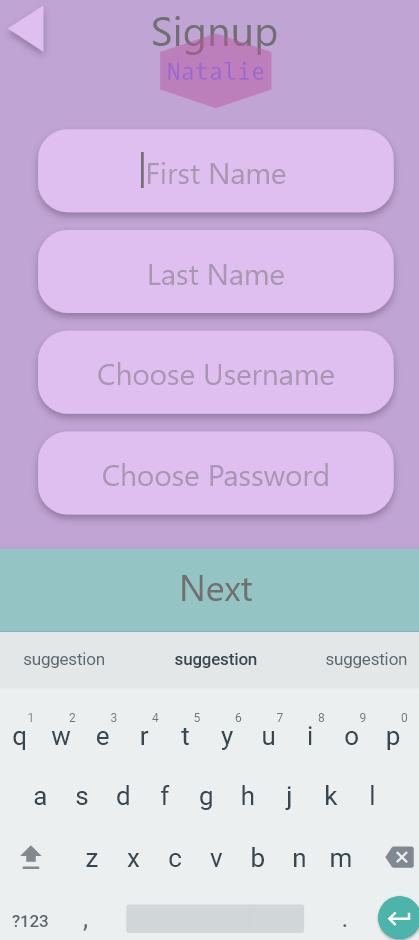 Signup
Natalie
First Name
Last Name
Choose Username
Choose Password
Next
suggestion suggestion suggestion
1 2 3 4 5 6 7 8 9 0
q w e r t y u i o p
a s d f g h j k l
z x c v b n m
?123 , .